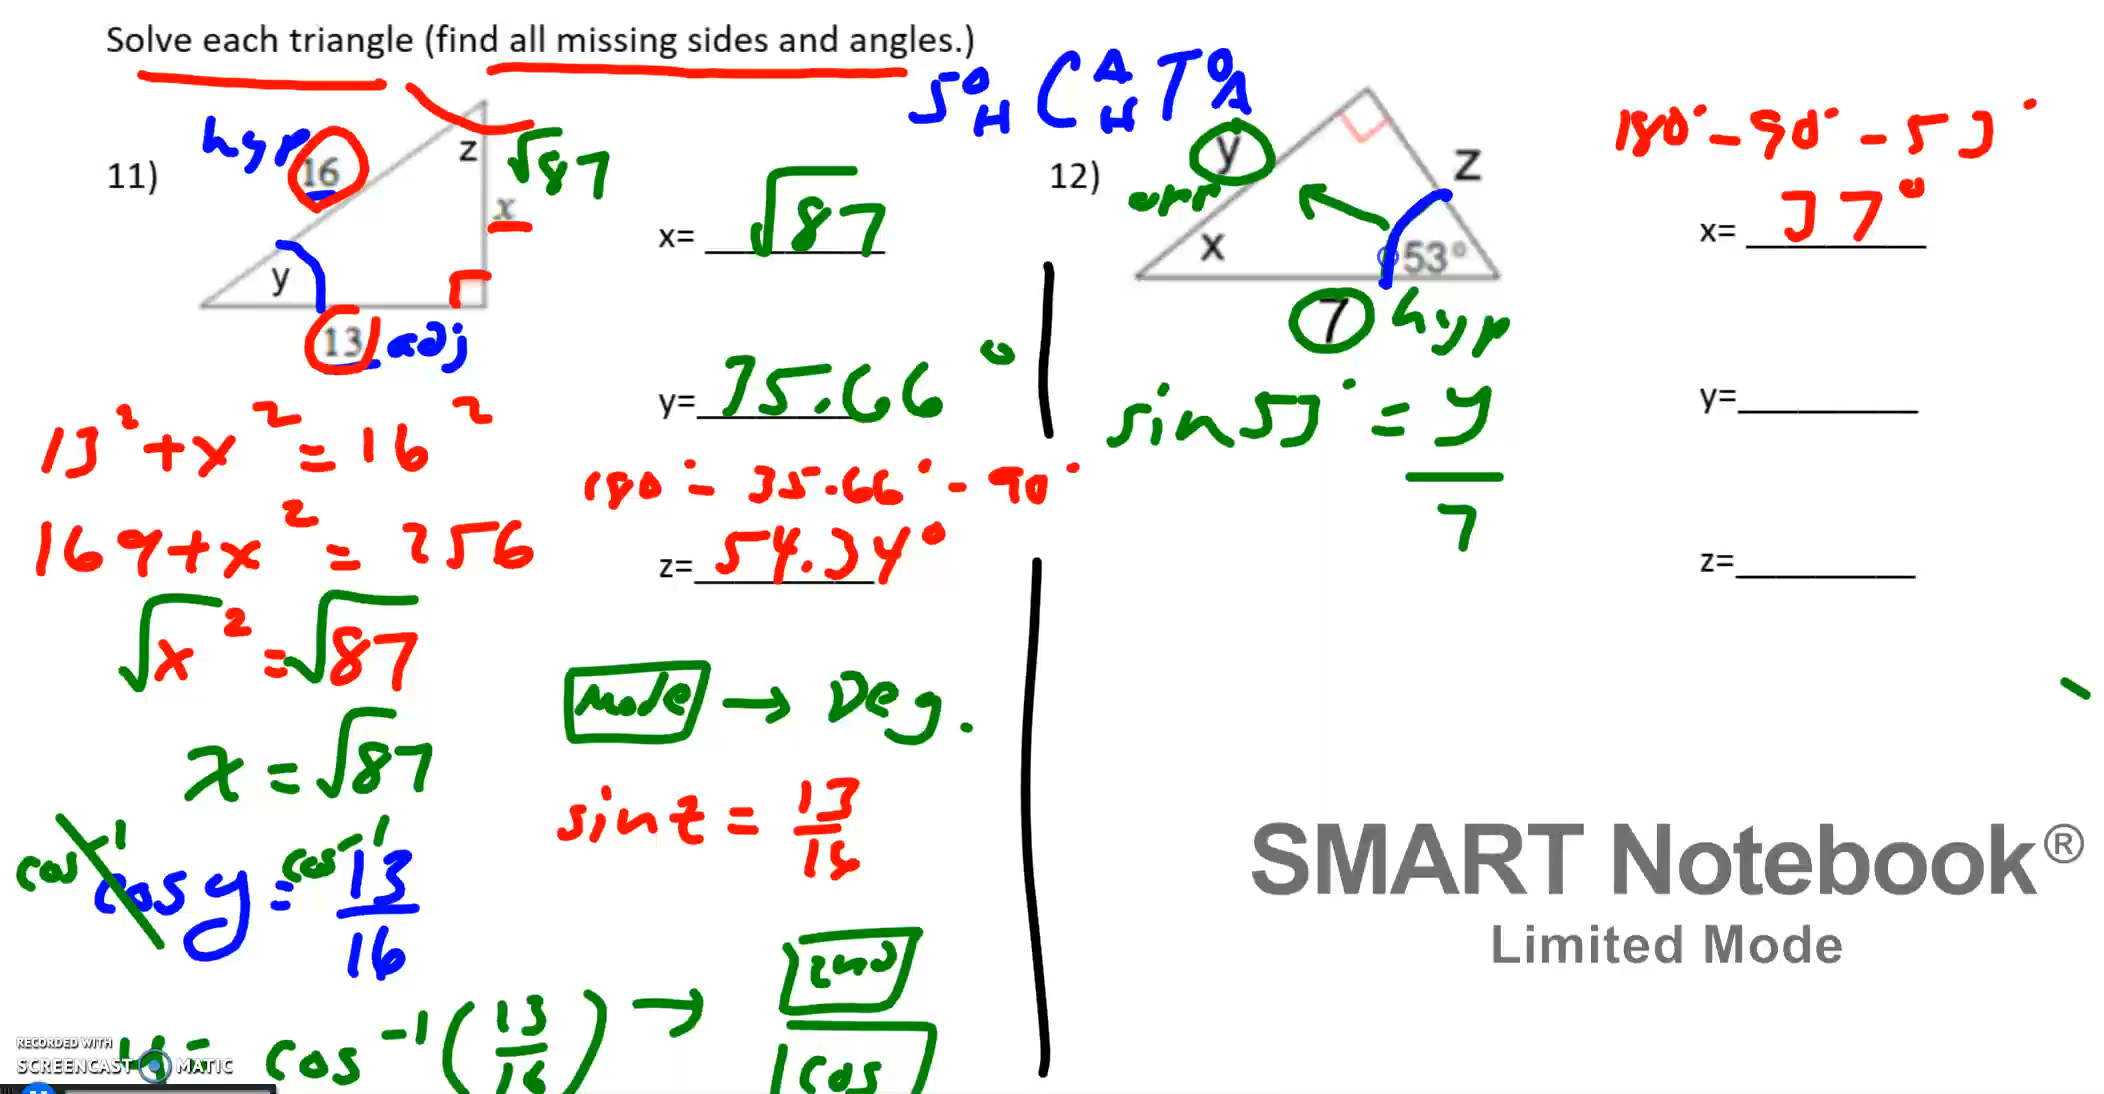 Solve each triangle (find all missing sides and angles.)
SOH CAH TOA
11)
hyp
16
z
√87
x
y
13
adj
x= √87
y= 35.66°
180° - 35.66° - 90°
z= 54.34°
13² + x² = 16²
169 + x² = 256
√x² = √87
x = √87
cos⁻¹ cos y = cos⁻¹ 13/16
y = cos⁻¹(13/16) →
Mode → Deg.
sin z = 13/16
2nd
cos
12)
y
opp
z
x
53°
7
hyp
sin 53° = y/7
180° - 90° - 53°
x= 37°
y=
z=
SMART Notebook®
Limited Mode
RECORDED WITH
SCREENCAST MATIC